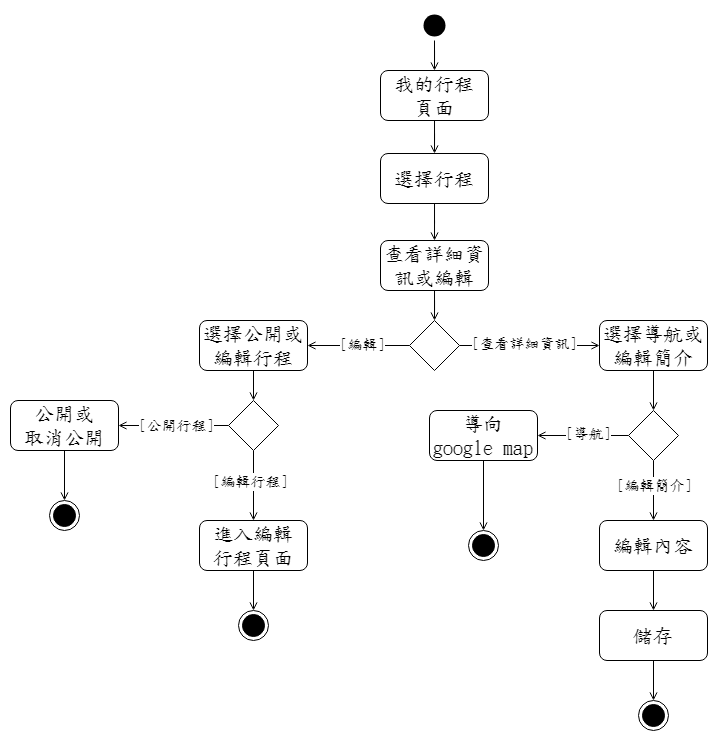 我的行程
頁面
選擇行程
查看詳細資
訊或編輯
[編輯]
[查看詳細資訊]
選擇公開或
編輯行程
選擇導航或
編輯簡介
公開或
取消公開
[公開行程]
導向
google map
[導航]
[編輯行程]
[編輯簡介]
進入編輯
行程頁面
編輯內容
儲存